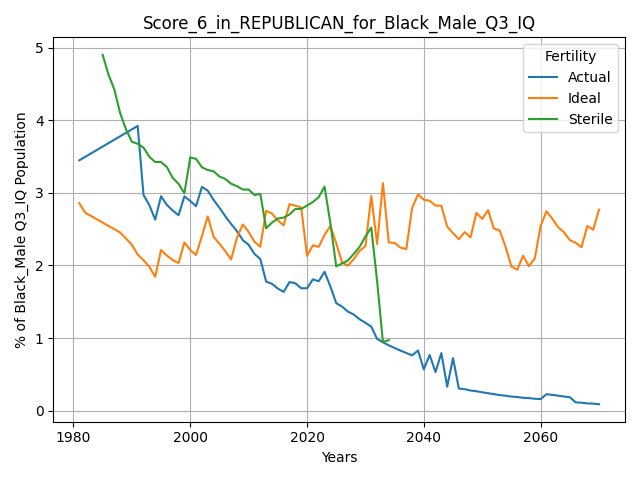 Score_6_in_REPUBLICAN_for_Black_Male_Q3_IQ
% of Black_Male Q3_IQ Population
5
4
3
2
1
0
Fertility
Actual
Ideal
Sterile
1980
2000
2020
2040
2060
Years